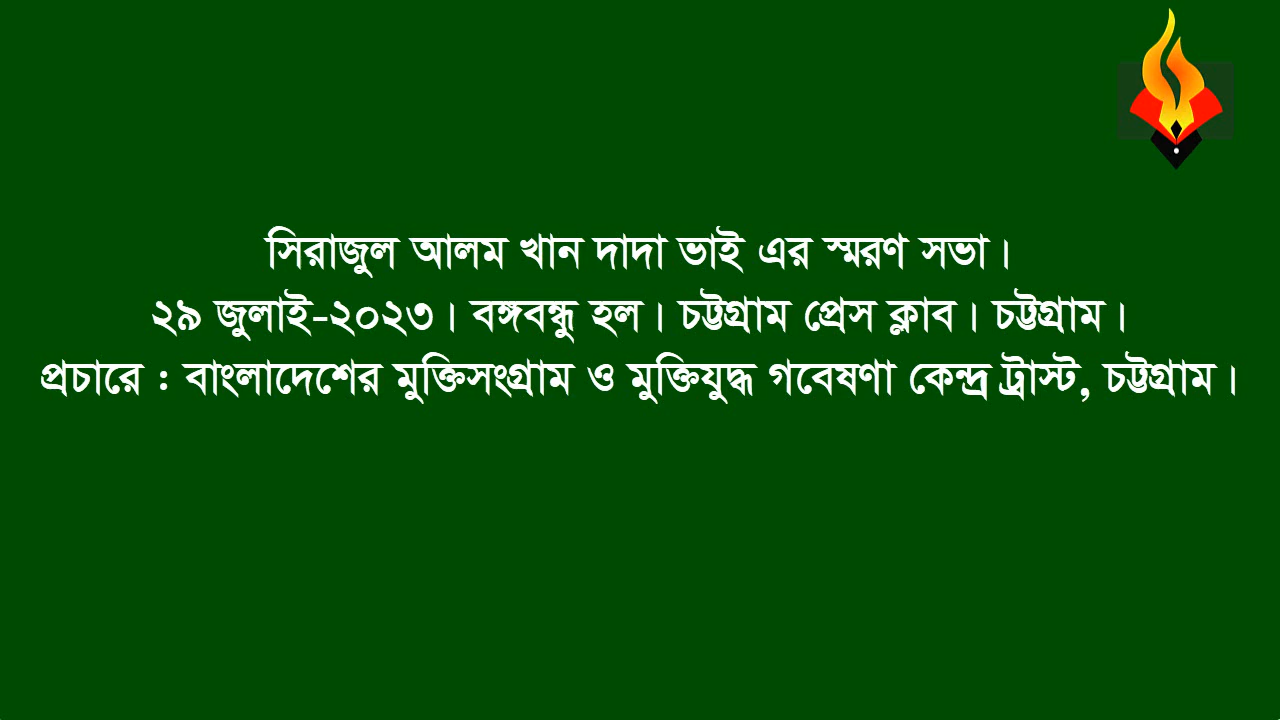 সিরাজুল আলম খান দাদা ভাই এর স্মরণ সভা।
২৯ জুলাই-২০২৩। বঙ্গবন্ধু হল। চট্টগ্রাম প্রেস ক্লাব। চট্টগ্রাম।
প্রচারে : বাংলাদেশের মুক্তিসংগ্রাম ও মুক্তিযুদ্ধ গবেষণা কেন্দ্র ট্রাস্ট, চট্টগ্রাম।